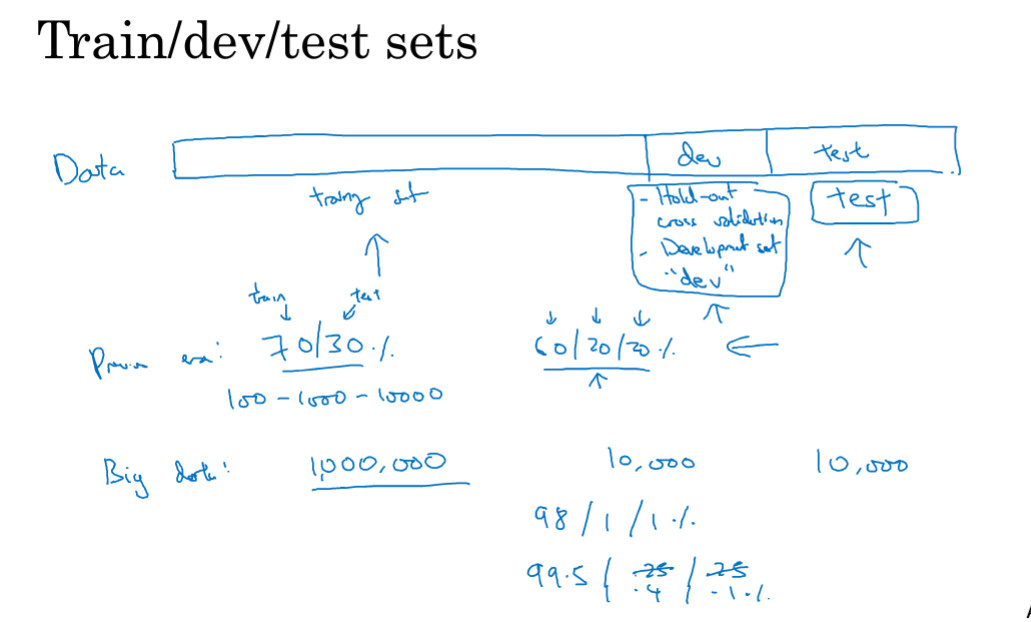 Train/dev/test sets
Data
dev
test
traing set
- Hold-out
cross validation
- Development set
"dev"
test
train
test
Previous era:
70/30%
60/20/20%
100-1000-10000
Big data:
1,000,000
10,000
10,000
98/1/1%
99.5/.25/.25
.4 .1%